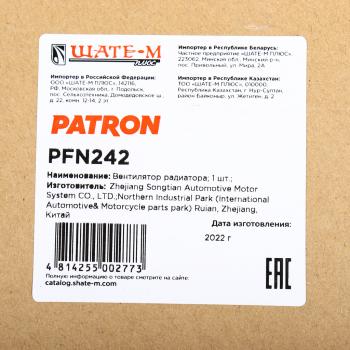 ШАТЕ-М
ПЛЮС
Импортер в Республику Беларусь:
Частное предприятие «ШАТЕ-М ПЛЮС»,
223062, Минская область, Минский р-н,
пос. Привольный, ул. Мира, 2А
Импортер в Российской Федерации:
ООО «ШАТЕ-М ПЛЮС», 142116,
РФ, Московская обл., г. Подольск,
пос. Сельхозтехника, Домодедовское ш.,
д. 22, комн. 12-14, 2 эт
Импортер в Республику Казахстан:
ТОО «ШАТЕ-М ПЛЮС», 010000,
Республика Казахстан, г. Нур-Султан,
район Байконыр, ул. Жетиген, д. 2
PATRON
PFN242
Наименование: Вентилятор радиатора; 1 шт.;
Изготовитель: Zhejiang Songtian Automotive Motor
System CO., LTD.;Northern Industrial Park (International
Automotive& Motorcycle parts park) Ruian, Zhejiang,
Китай
Дата изготовления:
2022 г
4 814255 002773
EAC
Полную информацию о товаре смотрите на сайте:
catalog.shate-m.com